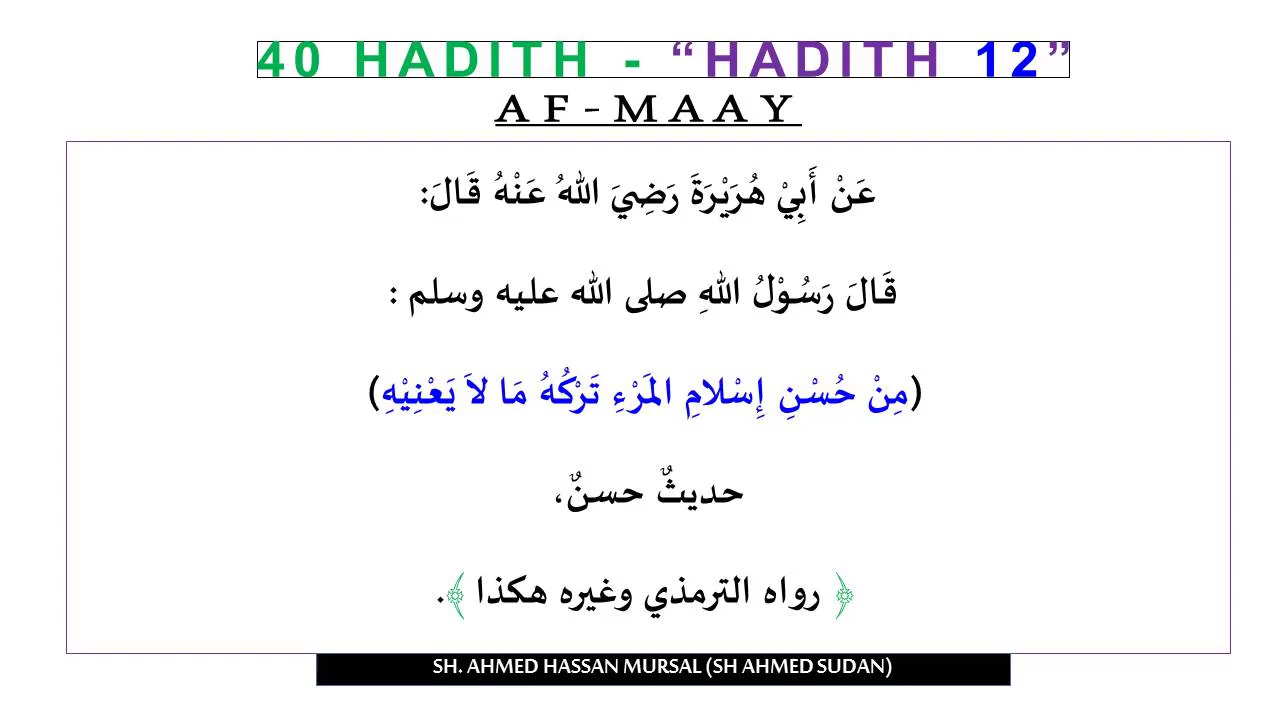 40 HADITH - “HADITH 12”
AF-MAAY
عَنْ أَبِيْ هُرَيْرَةَ رَضِيَ اللهُ عَنْهُ قَالَ:
قَالَ رَسُوْلُ اللهِ صلى الله عليه وسلم :
(مِنْ حُسْنِ إِسْلامِ المَرْءِ تَرْكُهُ مَا لاَ يَعْنِيْهِ)
حديثٌ حسنٌ،
﴿ رواه الترمذي وغيره هكذا ﴾.
SH. AHMED HASSAN MURSAL (SH AHMED SUDAN)